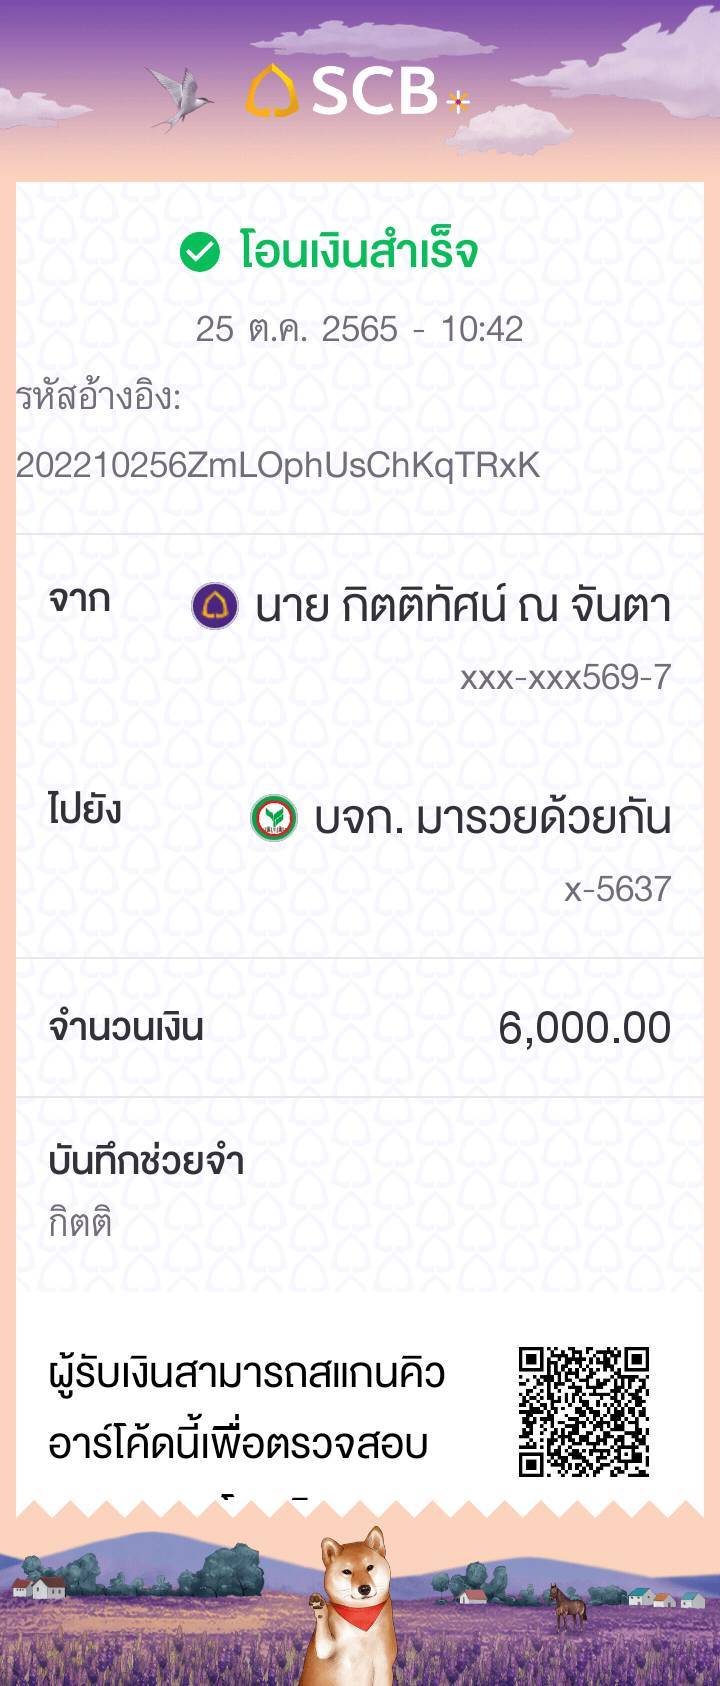 SCB
โอนเงินสำเร็จ
25 ต.ค. 2565 - 10:42
รหัสอ้างอิง:
202210256ZmLOphUsChKqTRxK
จาก นาย กิตติทัศน์ ณ จันตา
xxx-xxx569-7
ไปยัง บจก. มารวยด้วยกัน
x-5637
จำนวนเงิน 6,000.00
บันทึกช่วยจำ
กิตติ
ผู้รับเงินสามารถสแกนคิว
อาร์โค้ดนี้เพื่อตรวจสอบ